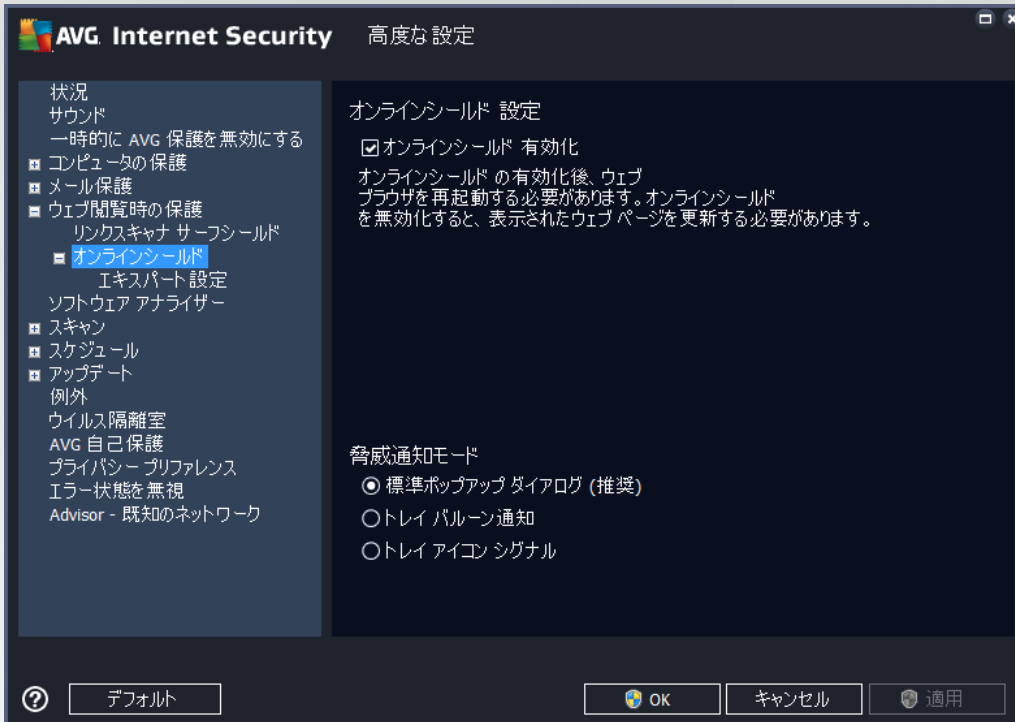 AVG. Internet Security 高度な設定
状況
サウンド
一時的に AVG 保護を無効にする
コンピュータの保護
メール保護
ウェブ閲覧時の保護
リンクスキャナ サーフシールド
オンラインシールド
エキスパート設定
ソフトウェア アナライザー
スキャン
スケジュール
アップデート
例外
ウイルス隔離室
AVG 自己保護
プライバシー プリファレンス
エラー状態を無視
Advisor - 既知のネットワーク
オンラインシールド 設定
オンラインシールド 有効化
オンラインシールド の有効化後、ウェブ
ブラウザを再起動する必要があります。オンラインシールド
を無効化すると、表示されたウェブ ページを更新する必要があります。
脅威通知モード
標準ポップアップ ダイアログ (推奨)
トレイ バルーン通知
トレイ アイコン シグナル
? デフォルト OK キャンセル 適用